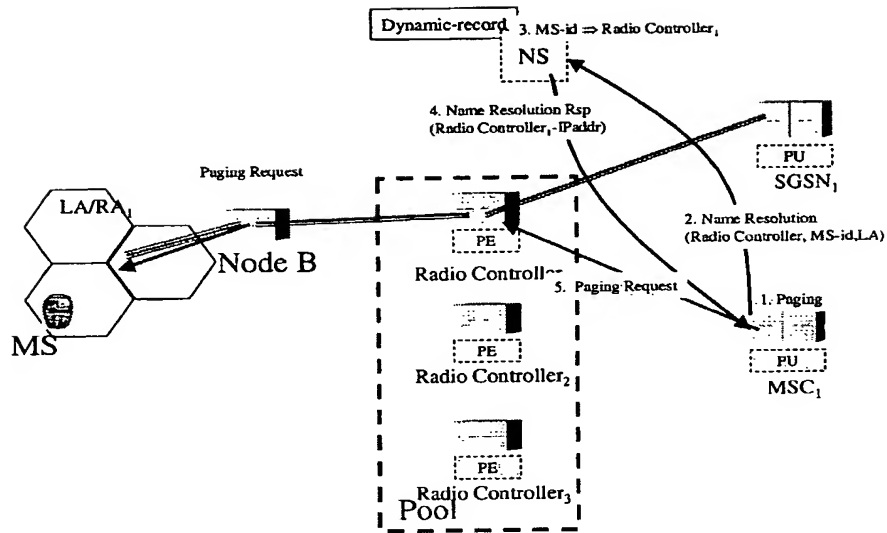 Dynamic-record
3. MS-id ⇒ Radio Controller₁
NS
4. Name Resolution Rsp
(Radio Controller₁-IPaddr)
PU
SGSN₁
Paging Request
LA/RA₁
2. Name Resolution
(Radio Controller, MS-id,LA)
PE
Node B
Radio Controller
5. Paging Request
1. Paging
MS
PE
PU
Radio Controller₂
MSC₁
PE
Radio Controller₃
Pool